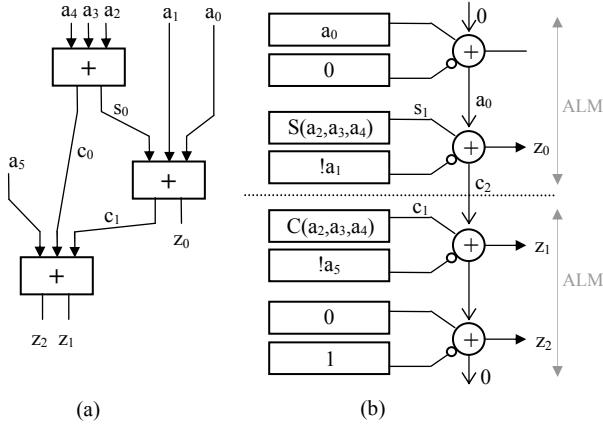 a₄ a₃ a₂ a₁ a₀
+
s₀
c₀
a₅
+
c₁
z₀
+
z₂ z₁
(a)
0
a₀
0
+
a₀
ALM
S(a₂,a₃,a₄)
s₁
!a₁
+
z₀
c₂
C(a₂,a₃,a₄)
c₁
!a₅
+
z₁
ALM
0
1
+
z₂
0
(b)